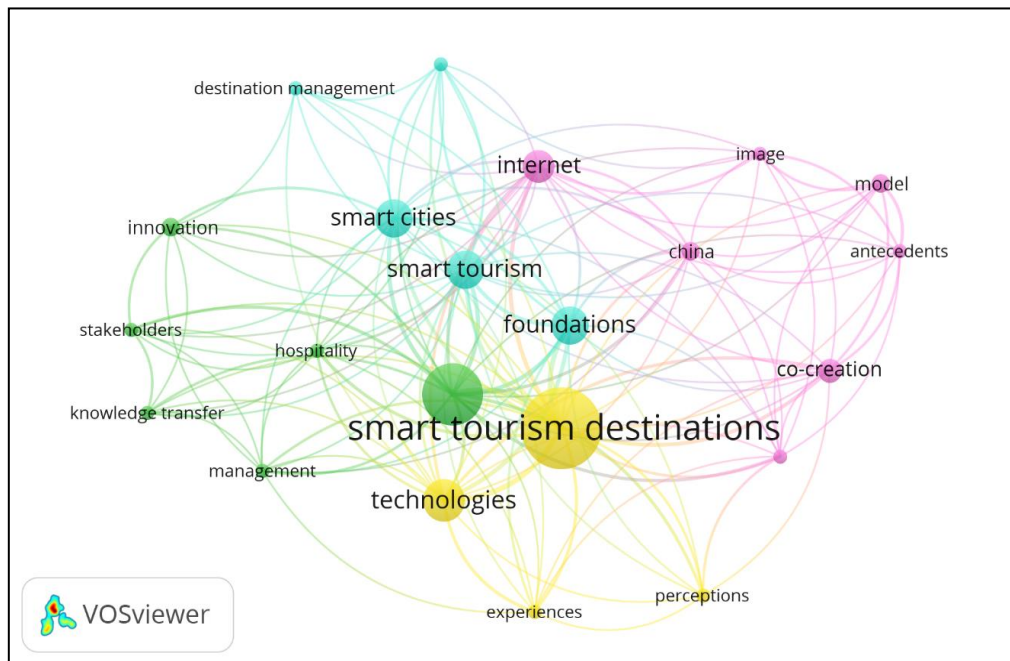 destination management
internet
image
model
smart cities
innovation
china
antecedents
smart tourism
foundations
stakeholders
hospitality
co-creation
knowledge transfer
smart tourism destinations
management
technologies
perceptions
experiences
VOSviewer